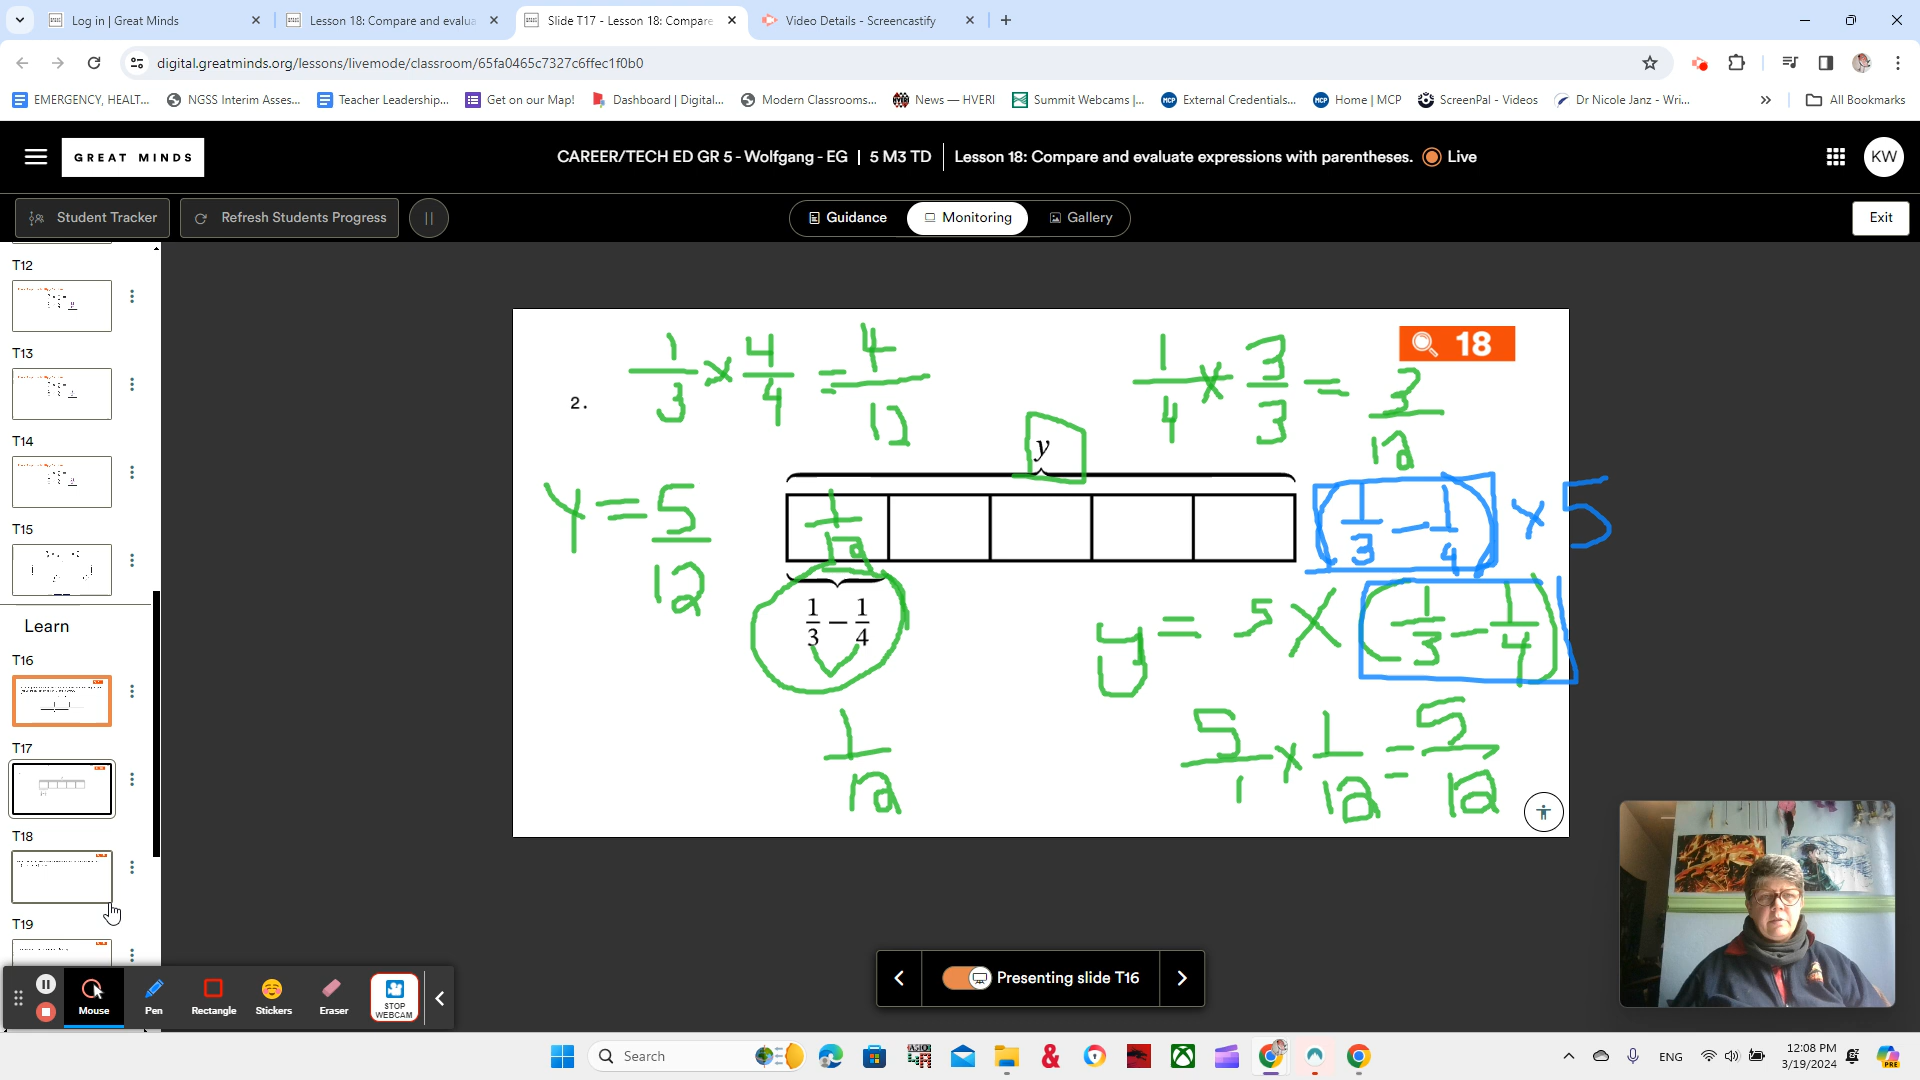 Log in | Great Minds
Lesson 18: Compare and evalua
Slide T17 - Lesson 18: Compare
Video Details - Screencastify
digital.greatminds.org/lessons/livemode/classroom/65fa0465c7327c6ffec1f0b0
EMERGENCY, HEALT...
NGSS Interim Asses...
Teacher Leadership...
Get on our Map!
Dashboard | Digital...
Modern Classrooms...
News — HVERI
Summit Webcams |...
External Credentials...
Home | MCP
ScreenPal - Videos
Dr Nicole Janz - Wri...
All Bookmarks
GREAT MINDS
CAREER/TECH ED GR 5 - Wolfgang - EG | 5 M3 TD
Lesson 18: Compare and evaluate expressions with parentheses.
Live
KW
Student Tracker
Refresh Students Progress
Guidance
Monitoring
Gallery
Exit
T12
T13
T14
T15
Learn
T16
T17
T18
T19
18
1/3 × 4/4 = 4/12
1/4 × 3/3 = 3/12
2.
y
y = 5/12
1/12
(1/3 − 1/4) × 5
1/3 − 1/4
y = 5 × (1/3 − 1/4)
1/12
5/1 × 1/12 = 5/12
Presenting slide T16
Mouse
Pen
Rectangle
Stickers
Eraser
STOP
WEBCAM
Search
ENG
12:08 PM
3/19/2024